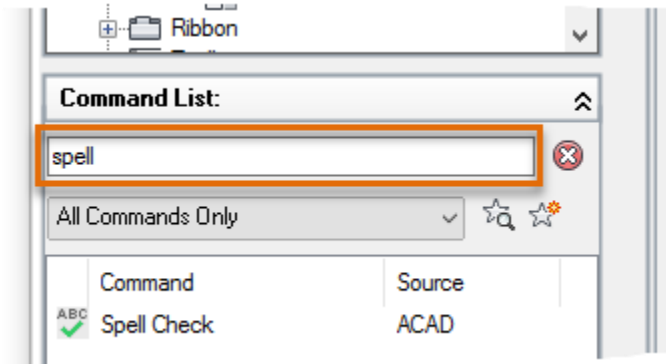 Ribbon
Command List:
spell
All Commands Only
Command Source
ABC Spell Check ACAD